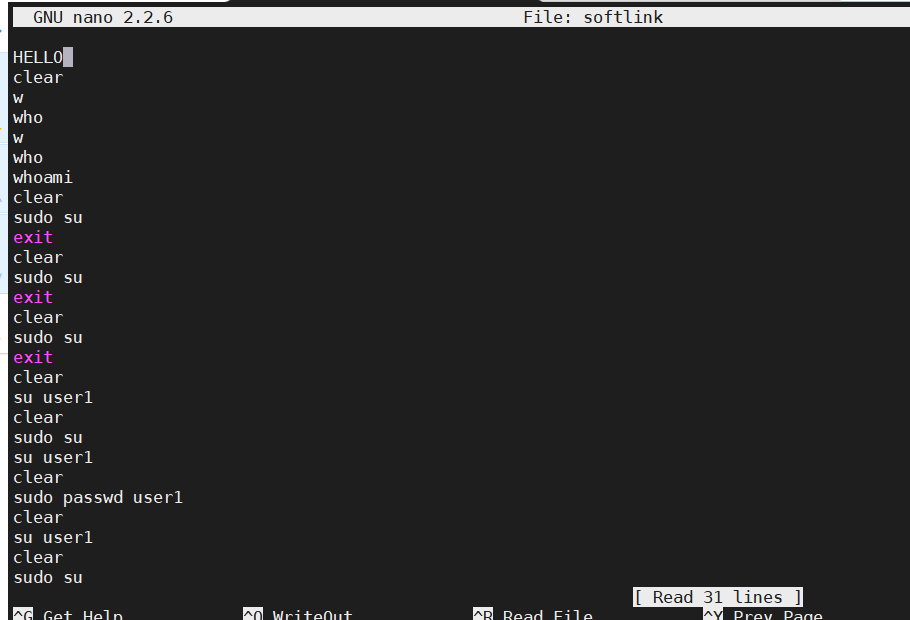 GNU nano 2.2.6 File: softlink
HELLO
clear
w
who
w
who
whoami
clear
sudo su
exit
clear
sudo su
exit
clear
sudo su
exit
clear
su user1
clear
sudo su
su user1
clear
sudo passwd user1
clear
su user1
clear
sudo su
[ Read 31 lines ]
^G Get Help ^O WriteOut ^R Read File ^Y Prev Page